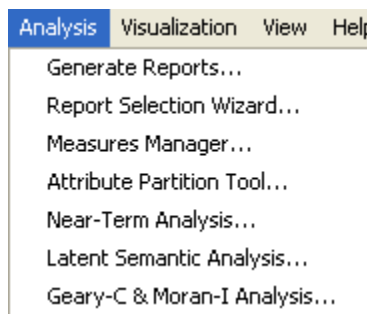 Analysis Visualization View Help
Generate Reports...
Report Selection Wizard...
Measures Manager...
Attribute Partition Tool...
Near-Term Analysis...
Latent Semantic Analysis...
Geary-C & Moran-I Analysis...